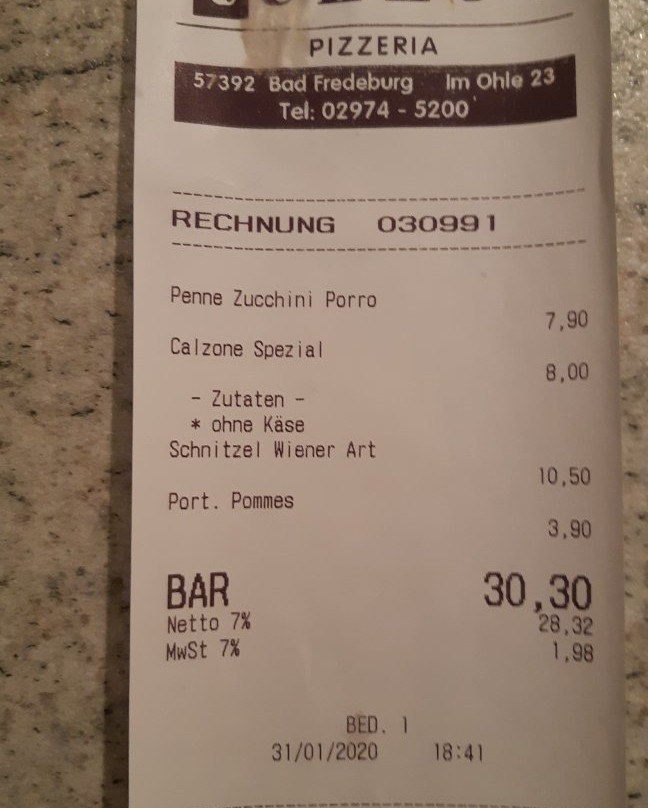 PIZZERIA
57392 Bad Fredeburg Im Ohle 23
Tel: 02974 - 5200
RECHNUNG 030991
Penne Zucchini Porro
7,90
Calzone Spezial
8,00
- Zutaten -
* ohne Käse
Schnitzel Wiener Art
10,50
Port. Pommes
3,90
BAR 30,30
Netto 7% 28,32
MwSt 7% 1,98
BED. 1
31/01/2020 18:41